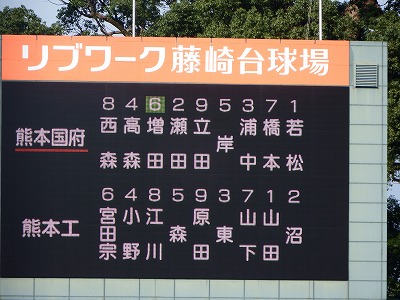 リブワーク藤崎台球場
8 4 6 2 9 5 3 7 1
熊本国府 西森 高森 増田 瀬田 立田 岸 浦中 橋本 若松
6 4 8 5 9 3 7 1 2
熊本工 宮田宗 小野 江川 森 原田 東 山下 山田 沼